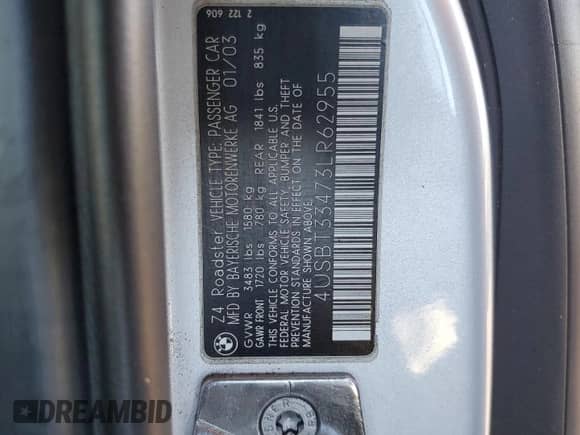 2 122 606
Z4 Roadster VEHICLE TYPE: PASSENGER CAR
MFD BY BAYERISCHE MOTORENWERKE AG 01/03
GVWR 3483 lbs 1580 kg
GAWR FRONT 1720 lbs 780 kg REAR 1841 lbs 835 kg
THIS VEHICLE CONFORMS TO ALL APPLICABLE U.S.
FEDERAL MOTOR VEHICLE SAFETY, BUMPER AND THEFT
PREVENTION STANDARDS IN EFFECT ON THE DATE OF
MANUFACTURE SHOWN ABOVE.
4USBT33473LR62955
BMW
DREAMBID